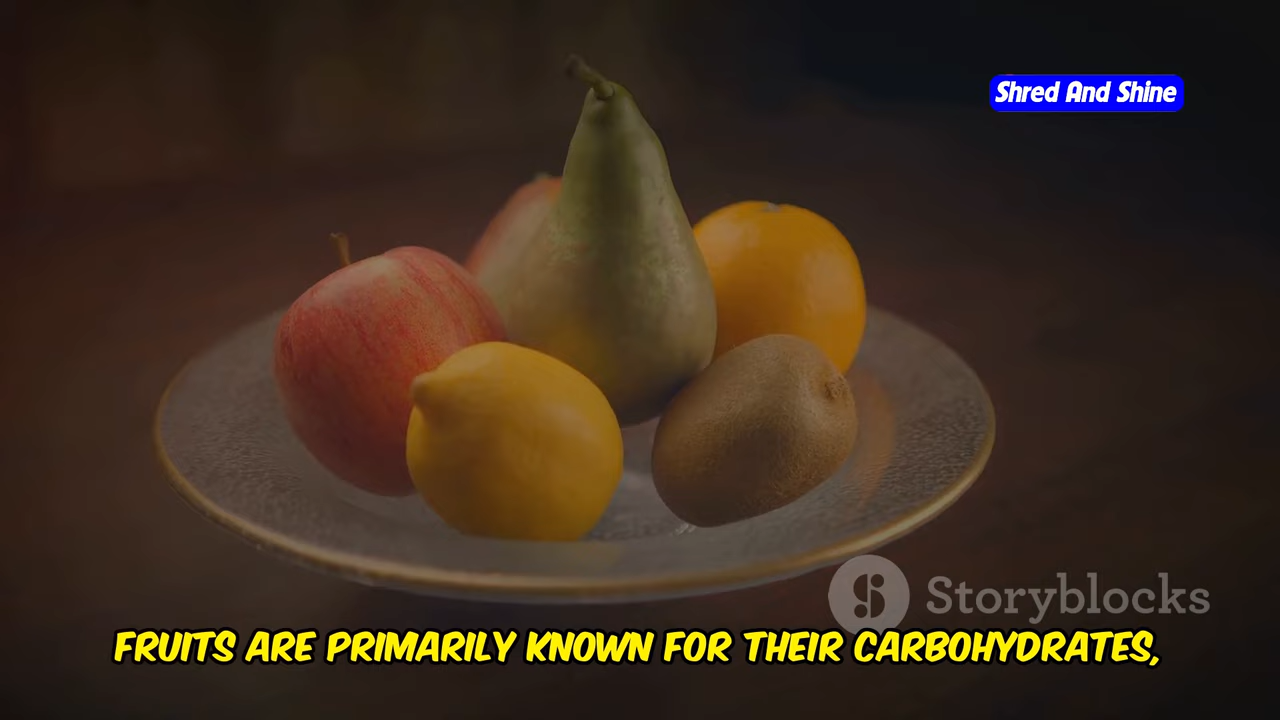 Shred And Shine
Storyblocks
FRUITS ARE PRIMARILY KNOWN FOR THEIR CARBOHYDRATES,